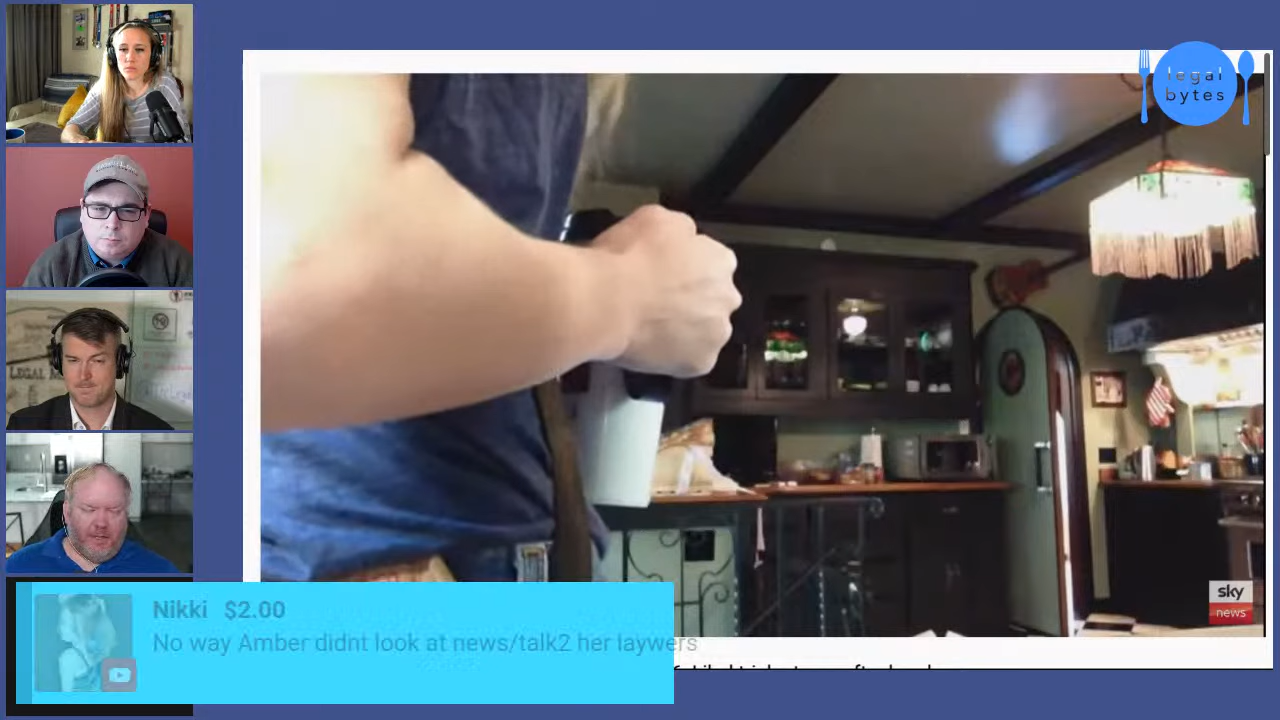 legal
bytes
sky
news
Nikki $2.00
No way Amber didnt look at news/talk2 her laywers